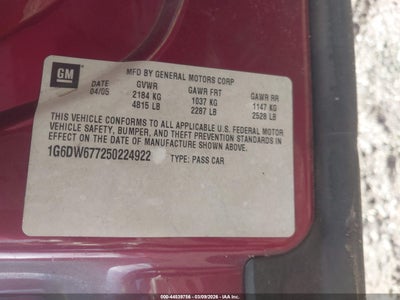 GM
MFD BY GENERAL MOTORS CORP
DATE GVWR GAWR FRT GAWR RR
04/05 2184 KG 1037 KG 1147 KG
4815 LB 2287 LB 2528 LB
THIS VEHICLE CONFORMS TO ALL APPLICABLE U.S. FEDERAL MOTOR
VEHICLE SAFETY, BUMPER, AND THEFT PREVENTION STANDARDS IN
EFFECT ON THE DATE OF MANUFACTURE SHOWN ABOVE.
1G6DW677250224922 TYPE: PASS CAR
000-44539758 - 03/09/2026 - IAA Inc.